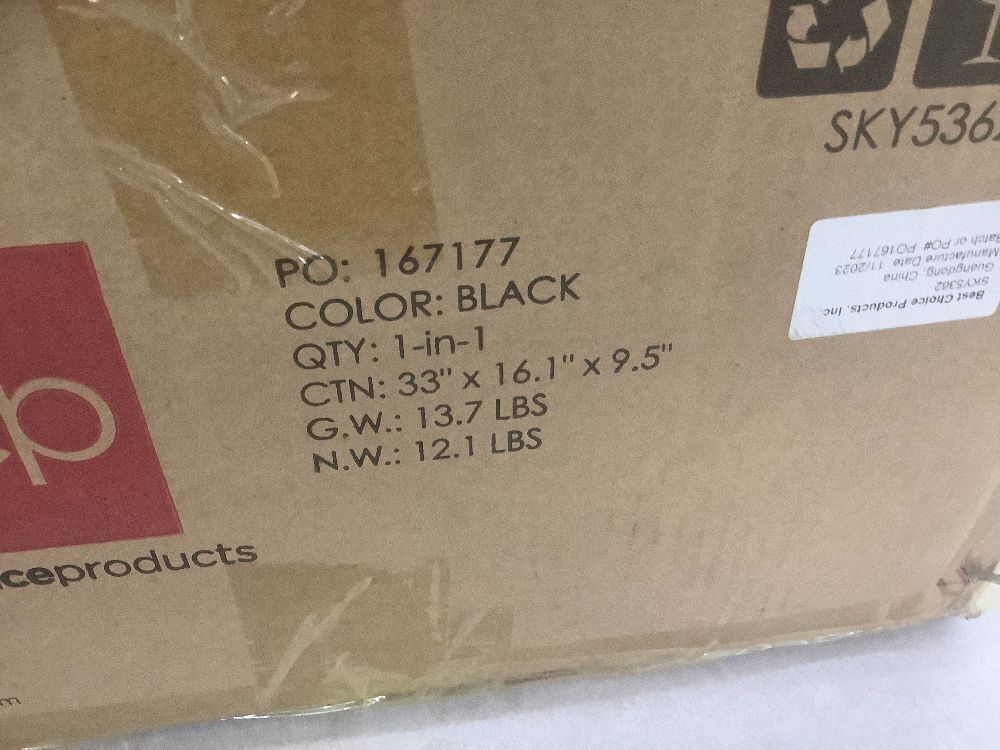 SKY536
PO: 167177
COLOR: BLACK
QTY: 1-in-1
CTN: 33" x 16.1" x 9.5"
G.W.: 13.7 LBS
N.W.: 12.1 LBS
Best Choice Products, Inc.
SKY5362
Guangdong, China
Manufacture Date 11/2023
Batch or PO# PO167177
p
ceproducts
m